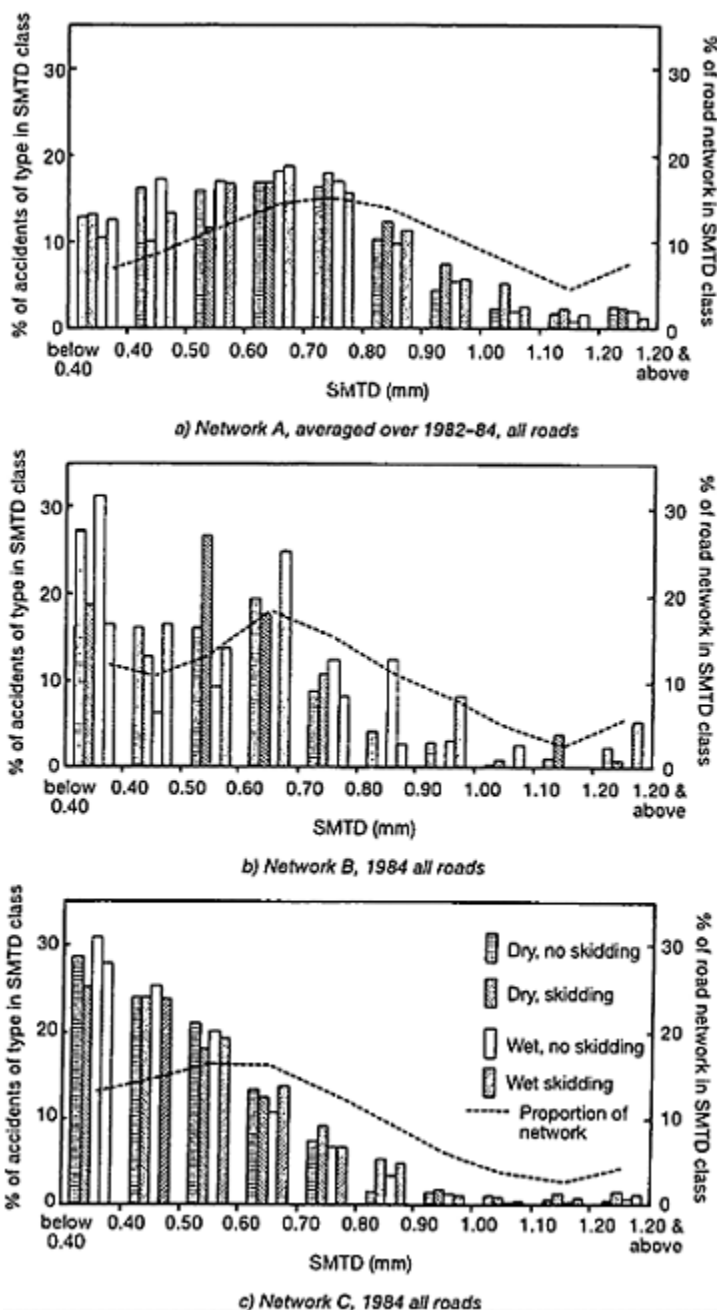 % of accidents of type in SMTD class
% of road network in SMTD class
30
20
10
0
30
20
10
0
below
0.40
0.40 0.50 0.60 0.70 0.80 0.90 1.00 1.10 1.20 1.20 &
above
SMTD (mm)
a) Network A, averaged over 1982–84, all roads
% of accidents of type in SMTD class
% of road network in SMTD class
30
20
10
0
30
20
10
0
below
0.40
0.40 0.50 0.60 0.70 0.80 0.90 1.00 1.10 1.20 1.20 &
above
SMTD (mm)
b) Network B, 1984 all roads
% of accidents of type in SMTD class
% of road network in SMTD class
30
20
10
0
30
20
10
0
Dry, no skidding
Dry, skidding
Wet, no skidding
Wet skidding
Proportion of
network
below
0.40
0.40 0.50 0.60 0.70 0.80 0.90 1.00 1.10 1.20 1.20 &
above
SMTD (mm)
c) Network C, 1984 all roads